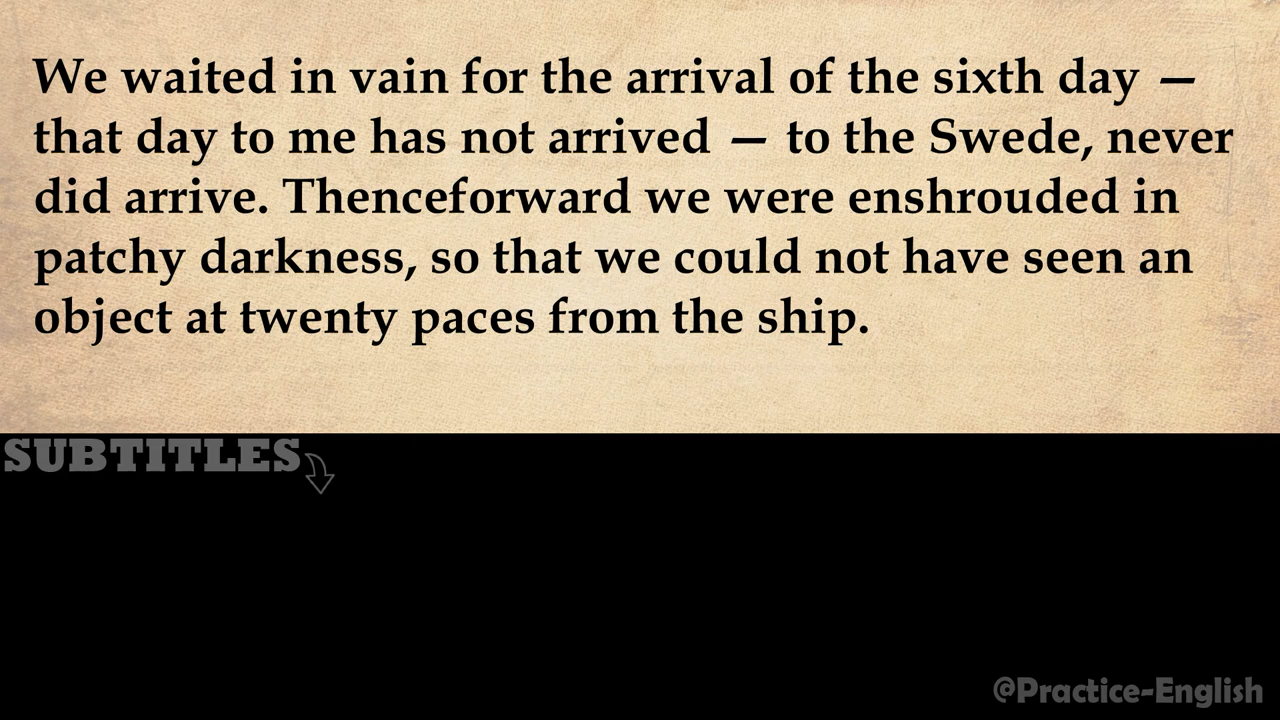 We waited in vain for the arrival of the sixth day —
that day to me has not arrived — to the Swede, never
did arrive. Thenceforward we were enshrouded in
patchy darkness, so that we could not have seen an
object at twenty paces from the ship.
SUBTITLES
@Practice-English